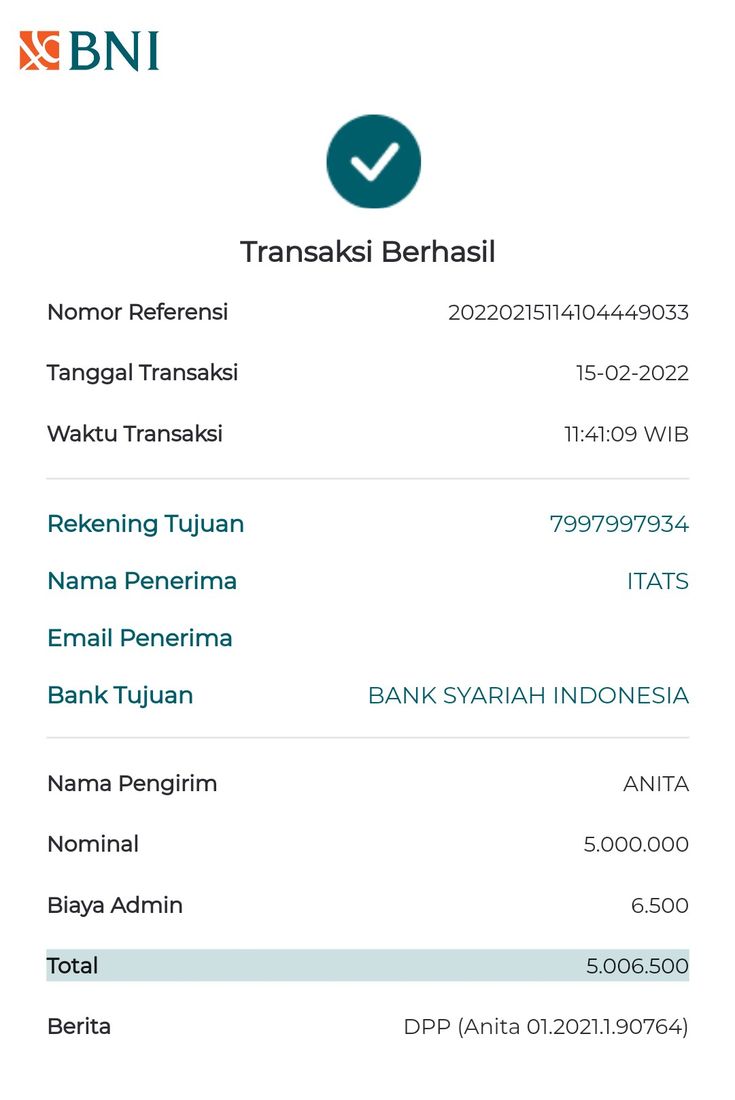 BNI
Transaksi Berhasil
Nomor Referensi 20220215114104449033
Tanggal Transaksi 15-02-2022
Waktu Transaksi 11:41:09 WIB
Rekening Tujuan 7997997934
Nama Penerima ITATS
Email Penerima
Bank Tujuan BANK SYARIAH INDONESIA
Nama Pengirim ANITA
Nominal 5.000.000
Biaya Admin 6.500
Total 5.006.500
Berita DPP (Anita 01.2021.1.90764)